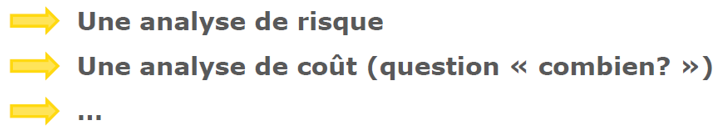 Une analyse de risque
Une analyse de coût (question « combien? »)
...